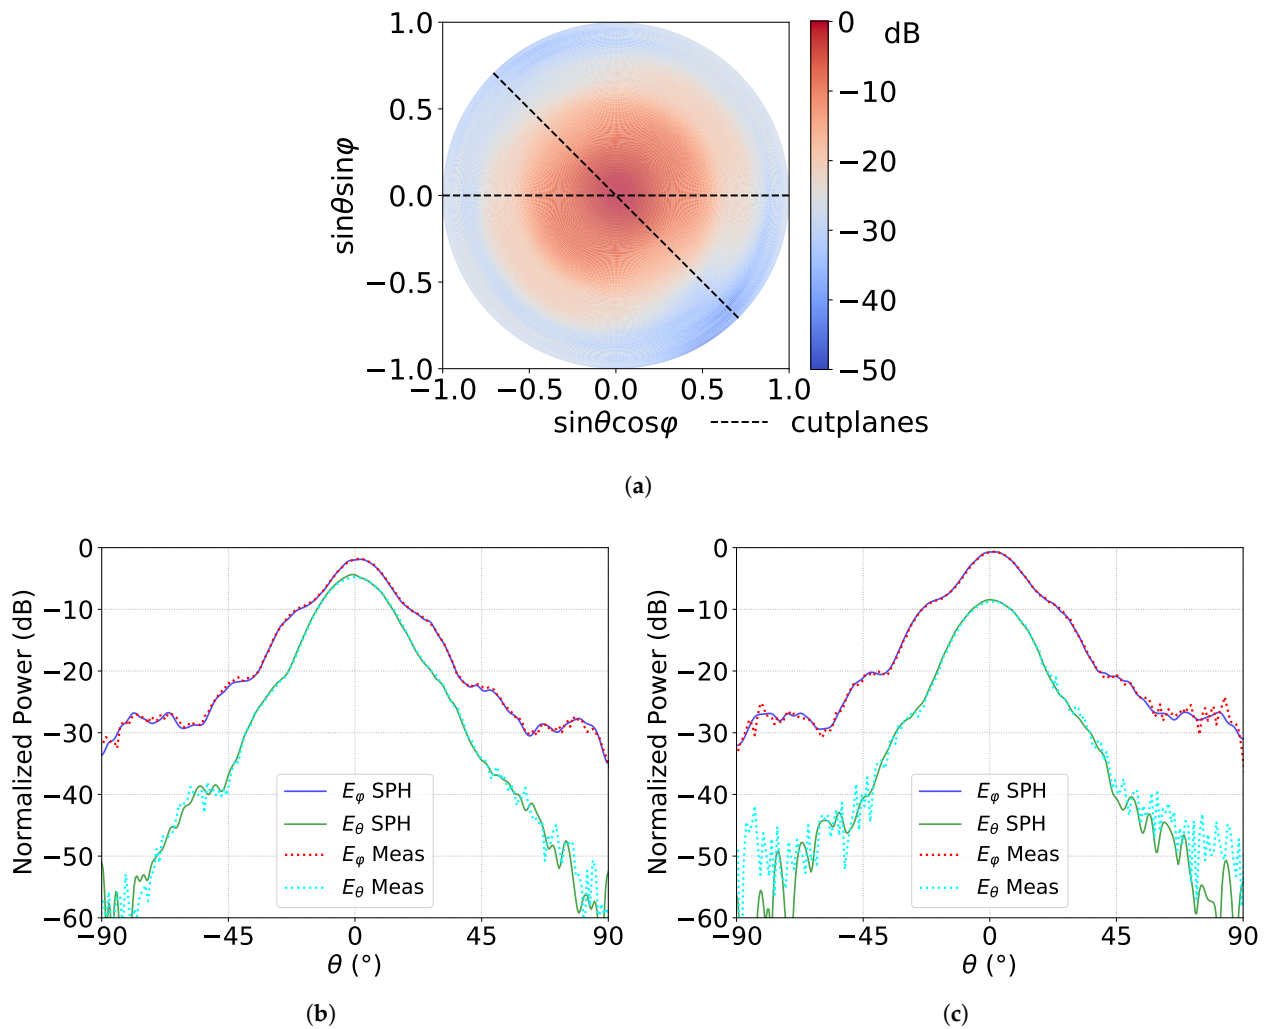 1.0
0.5
0.0
−0.5
−1.0
sinθsinφ
−1.0 −0.5 0.0 0.5 1.0
sinθcosφ
cutplanes
0 dB
−10
−20
−30
−40
−50
(a)
0
−10
−20
−30
−40
−50
−60
Normalized Power (dB)
Eφ SPH
Eθ SPH
Eφ Meas
Eθ Meas
−90 −45 0 45 90
θ (°)
(b)
0
−10
−20
−30
−40
−50
−60
Normalized Power (dB)
Eφ SPH
Eθ SPH
Eφ Meas
Eθ Meas
−90 −45 0 45 90
θ (°)
(c)